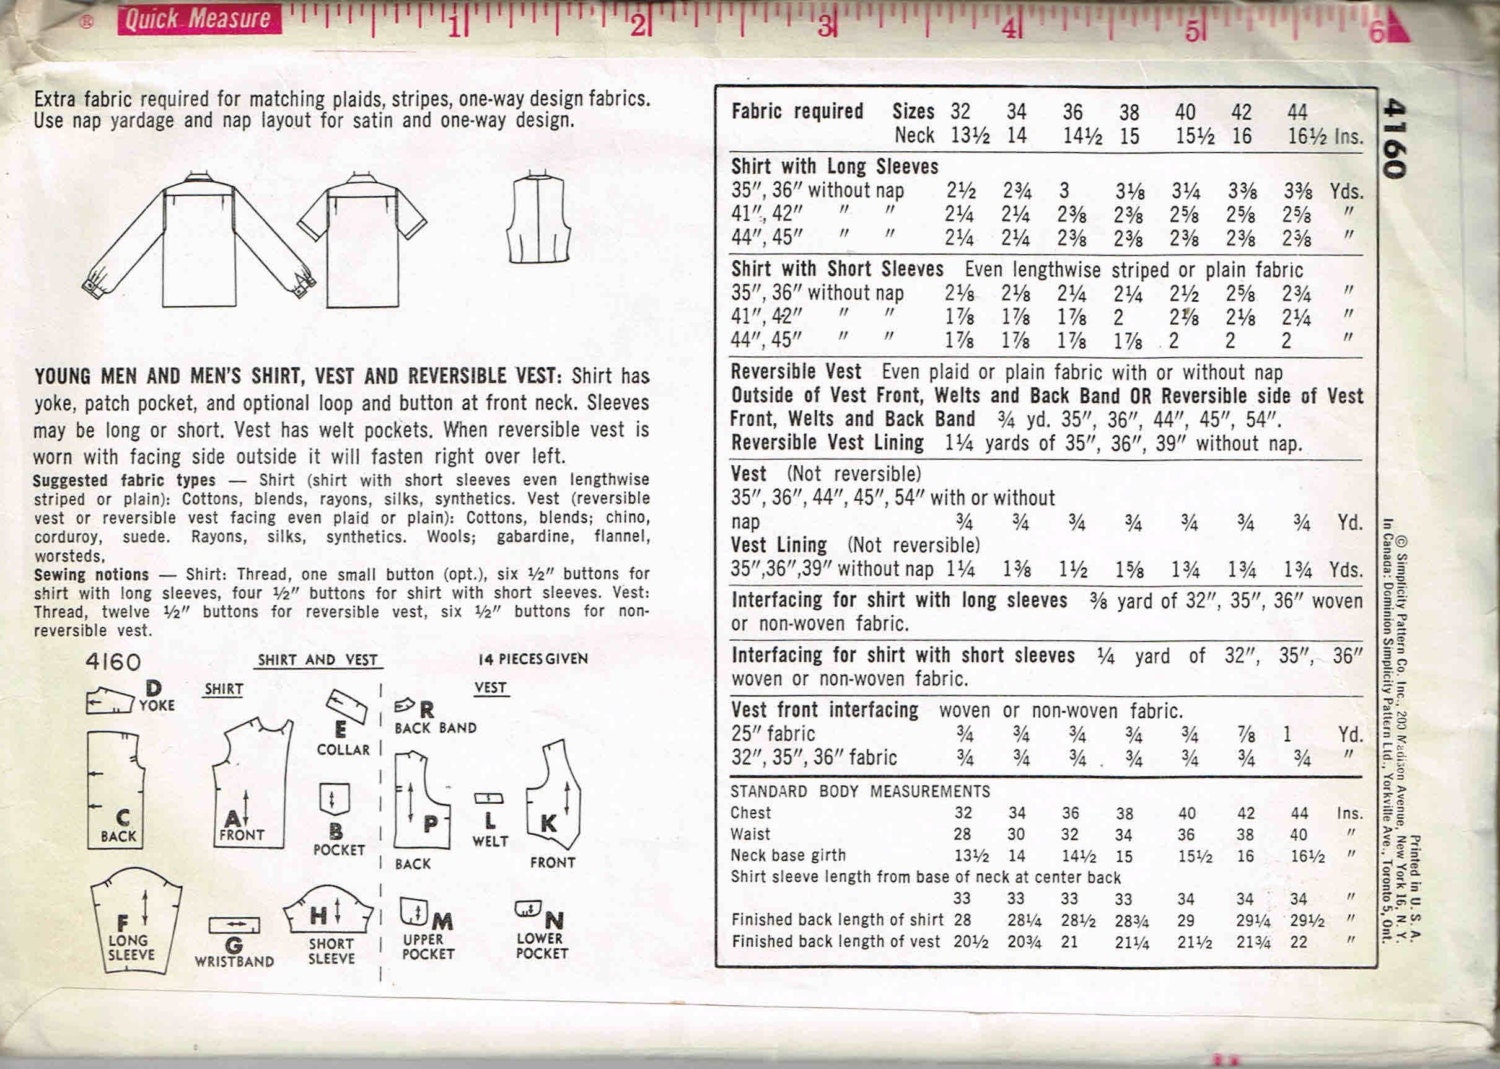 ® Quick Measure 1 2 3 4 5 6
Extra fabric required for matching plaids, stripes, one-way design fabrics.
Use nap yardage and nap layout for satin and one-way design.
YOUNG MEN AND MEN'S SHIRT, VEST AND REVERSIBLE VEST: Shirt has
yoke, patch pocket, and optional loop and button at front neck. Sleeves
may be long or short. Vest has welt pockets. When reversible vest is
worn with facing side outside it will fasten right over left.
Suggested fabric types — Shirt (shirt with short sleeves even lengthwise
striped or plain): Cottons, blends, rayons, silks, synthetics. Vest (reversible
vest or reversible vest facing even plaid or plain): Cottons, blends; chino,
corduroy, suede. Rayons, silks, synthetics. Wools; gabardine, flannel,
worsteds,
Sewing notions — Shirt: Thread, one small button (opt.), six ½" buttons for
shirt with long sleeves, four ½" buttons for shirt with short sleeves. Vest:
Thread, twelve ½" buttons for reversible vest, six ½" buttons for non-
reversible vest.
4160 SHIRT AND VEST 14 PIECES GIVEN
D YOKE
SHIRT
E
COLLAR
VEST
R
BACK BAND
C
BACK
A
FRONT
B
POCKET
P
BACK
L
WELT
K
FRONT
F
LONG
SLEEVE
G
WRISTBAND
H
SHORT
SLEEVE
M
UPPER
POCKET
N
LOWER
POCKET
Fabric required Sizes 32 34 36 38 40 42 44
Neck 13½ 14 14½ 15 15½ 16 16½ Ins.
Shirt with Long Sleeves
35", 36" without nap 2½ 2¾ 3 3⅛ 3¼ 3⅜ 3⅜ Yds.
41", 42" " " 2¼ 2¼ 2⅜ 2⅜ 2⅝ 2⅝ 2⅝ "
44", 45" " " 2¼ 2¼ 2⅜ 2⅜ 2⅜ 2⅜ 2⅜ "
Shirt with Short Sleeves Even lengthwise striped or plain fabric
35", 36" without nap 2⅛ 2⅛ 2¼ 2¼ 2½ 2⅝ 2¾ "
41", 42" " " 1⅞ 1⅞ 1⅞ 2 2⅛ 2⅛ 2¼ "
44", 45" " " 1⅞ 1⅞ 1⅞ 1⅞ 2 2 2 "
Reversible Vest Even plaid or plain fabric with or without nap
Outside of Vest Front, Welts and Back Band OR Reversible side of Vest
Front, Welts and Back Band ¾ yd. 35", 36", 44", 45", 54".
Reversible Vest Lining 1¼ yards of 35", 36", 39" without nap.
Vest (Not reversible)
35", 36", 44", 45", 54" with or without
nap ¾ ¾ ¾ ¾ ¾ ¾ ¾ Yd.
Vest Lining (Not reversible)
35",36",39" without nap 1¼ 1⅜ 1½ 1⅝ 1¾ 1¾ 1¾ Yds.
Interfacing for shirt with long sleeves ⅜ yard of 32", 35", 36" woven
or non-woven fabric.
Interfacing for shirt with short sleeves ¼ yard of 32", 35", 36"
woven or non-woven fabric.
Vest front interfacing woven or non-woven fabric.
25" fabric ¾ ¾ ¾ ¾ ¾ ⅞ 1 Yd.
32", 35", 36" fabric ¾ ¾ ¾ ¾ ¾ ¾ ¾ "
STANDARD BODY MEASUREMENTS
Chest 32 34 36 38 40 42 44 Ins.
Waist 28 30 32 34 36 38 40 "
Neck base girth 13½ 14 14½ 15 15½ 16 16½ "
Shirt sleeve length from base of neck at center back
33 33 33 33 34 34 34 "
Finished back length of shirt 28 28¼ 28½ 28¾ 29 29¼ 29½ "
Finished back length of vest 20½ 20¾ 21 21¼ 21½ 21¾ 22 "
4160
© Simplicity Pattern Co. Inc., 200 Madison Avenue, New York 16, N. Y.
In Canada: Dominion Simplicity Pattern Ltd., Yorkville Ave., Toronto 5, Ont.
Printed in U. S. A.